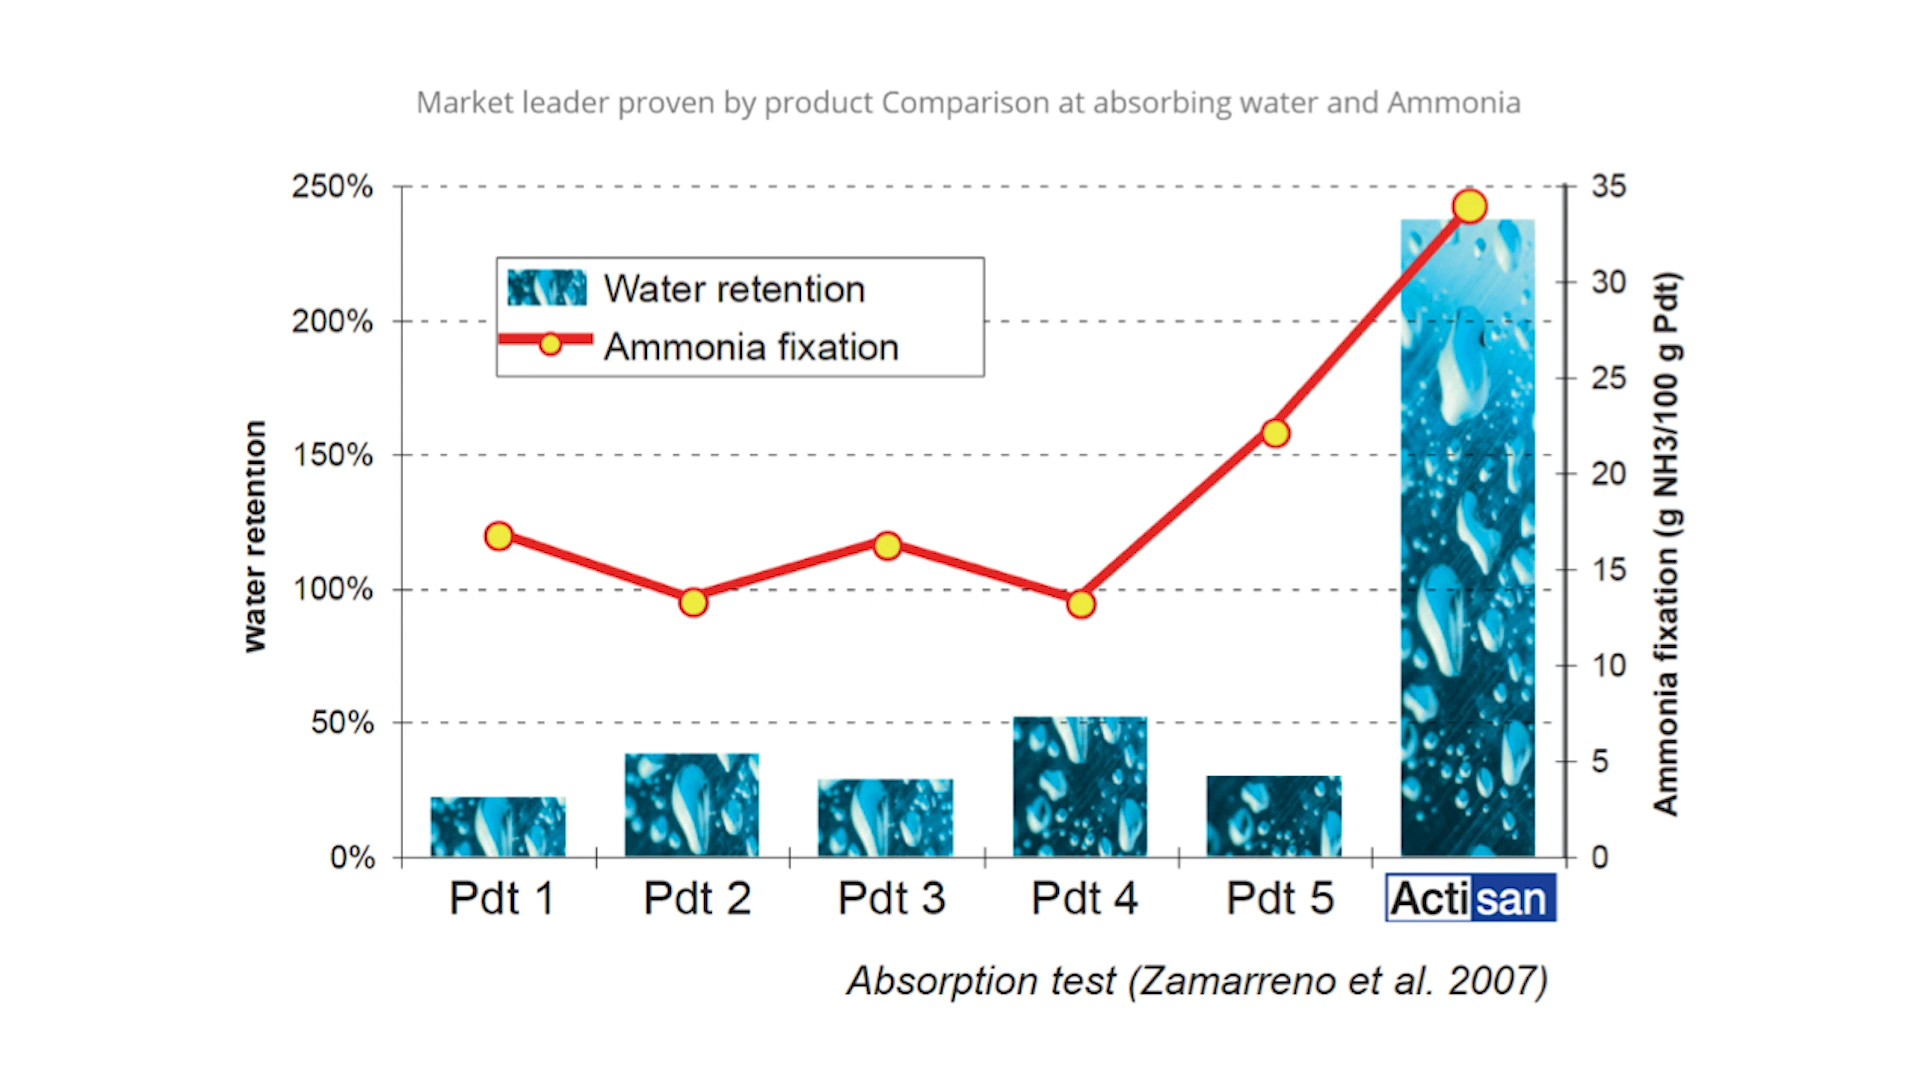 Market leader proven by product Comparison at absorbing water and Ammonia
250%
200%
150%
100%
50%
0%
water retention
Water retention
Ammonia fixation
35
30
25
20
15
10
5
0
Ammonia fixation (g NH3/100 g Pdt)
Pdt 1 Pdt 2 Pdt 3 Pdt 4 Pdt 5 Actisan
Absorption test (Zamarreno et al. 2007)